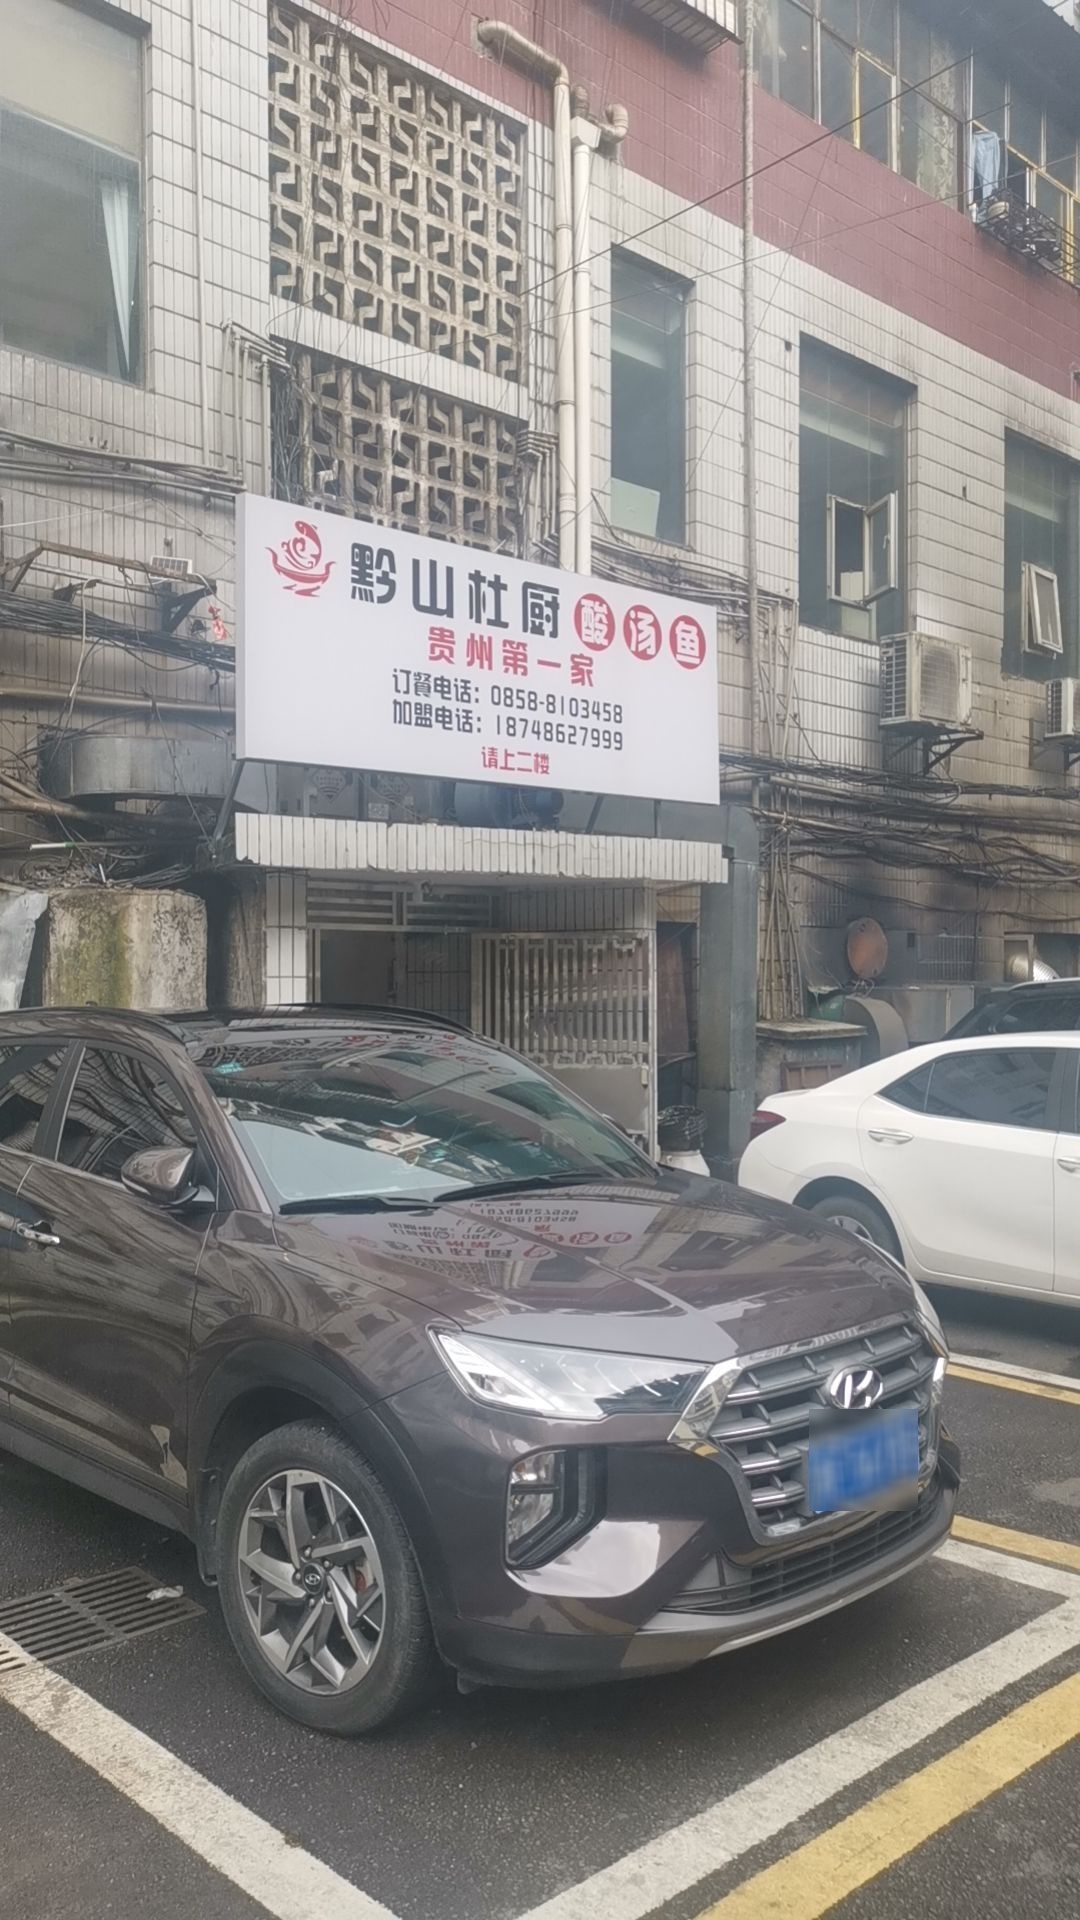 黔山杜厨酸汤鱼
贵州第一家
订餐电话：0858-8103458
加盟电话：18748627999
请上二楼